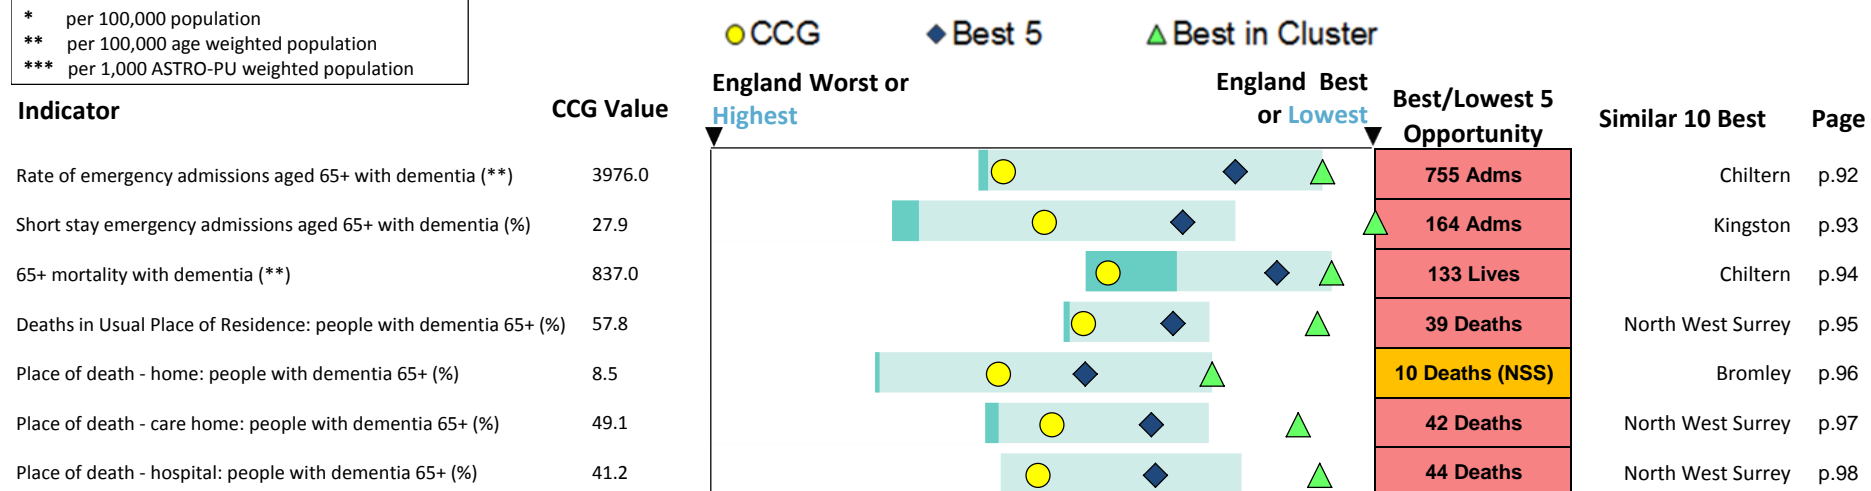 * per 100,000 population
** per 100,000 age weighted population
*** per 1,000 ASTRO-PU weighted population
CCG Best 5 Best in Cluster
Indicator CCG Value England Worst or Highest England Best or Lowest Best/Lowest 5 Opportunity Similar 10 Best Page
Rate of emergency admissions aged 65+ with dementia (**) 3976.0 755 Adms Chiltern p.92
Short stay emergency admissions aged 65+ with dementia (%) 27.9 164 Adms Kingston p.93
65+ mortality with dementia (**) 837.0 133 Lives Chiltern p.94
Deaths in Usual Place of Residence: people with dementia 65+ (%) 57.8 39 Deaths North West Surrey p.95
Place of death - home: people with dementia 65+ (%) 8.5 10 Deaths (NSS) Bromley p.96
Place of death - care home: people with dementia 65+ (%) 49.1 42 Deaths North West Surrey p.97
Place of death - hospital: people with dementia 65+ (%) 41.2 44 Deaths North West Surrey p.98